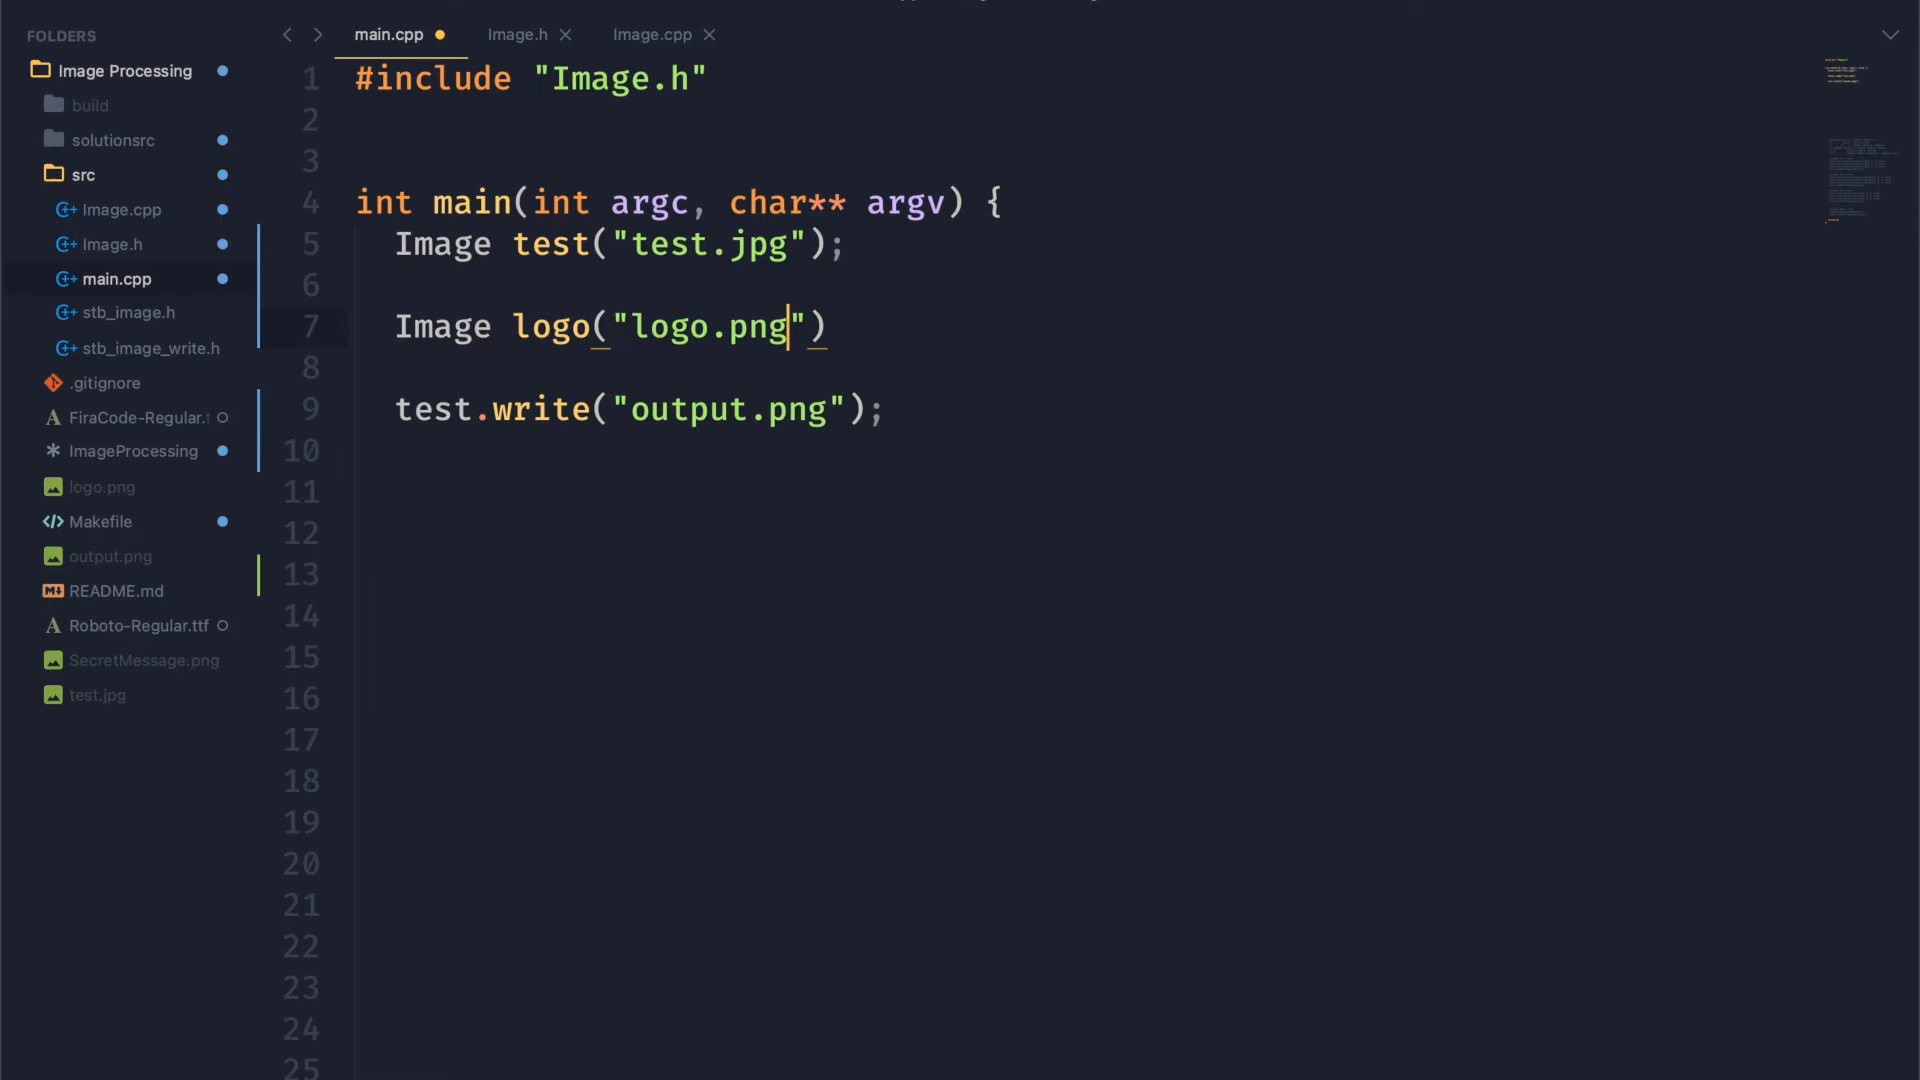 FOLDERS
Image Processing
build
solutionsrc
src
Image.cpp
Image.h
main.cpp
stb_image.h
stb_image_write.h
.gitignore
FiraCode-Regular.t
ImageProcessing
logo.png
Makefile
output.png
README.md
Roboto-Regular.ttf
SecretMessage.png
test.jpg
main.cpp Image.h Image.cpp
1 #include "Image.h"
2
3
4 int main(int argc, char** argv) {
5 Image test("test.jpg");
6
7 Image logo("logo.png")
8
9 test.write("output.png");
10
11
12
13
14
15
16
17
18
19
20
21
22
23
24
25